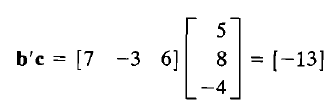 b'c = [7 -3 6] [5 8 -4] = [-13]